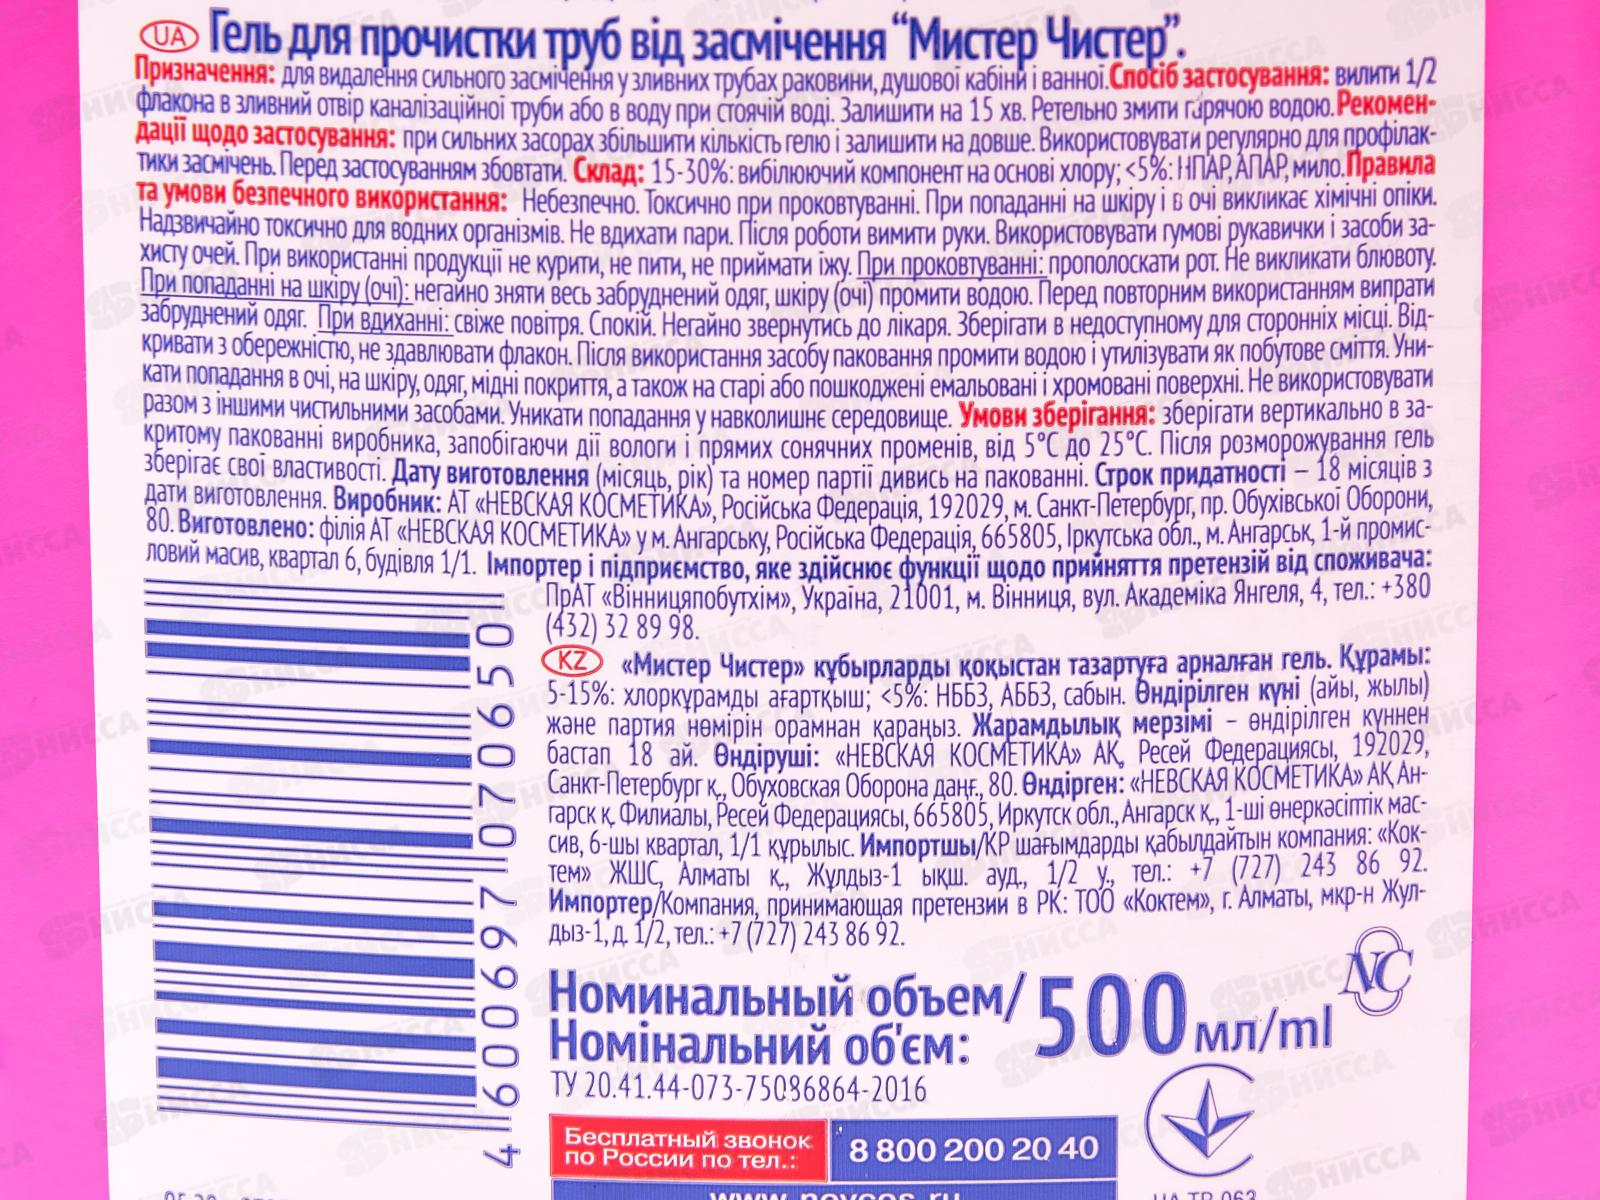 UA Гель для прочистки труб від засмічення “Мистер Чистер”.
Призначення: для видалення сильного засмічення у зливних трубах раковини, душової кабіни і ванної. Спосіб застосування: вилити 1/2
флакона в зливний отвір каналізаційної труби або в воду при стоячій воді. Залишити на 15 хв. Ретельно змити гарячою водою. Рекомен-
дації щодо застосування: при сильних засорах збільшити кількість гелю і залишити на довше. Використовувати регулярно для профілак-
тики засмічень. Перед застосуванням збовтати. Склад: 15-30%: вибілюючий компонент на основі хлору; <5%: НПАР, АПАР, мило. Правила
та умови безпечного використання: Небезпечно. Токсично при проковтуванні. При попаданні на шкіру і в очі викликає хімічні опіки.
Надзвичайно токсично для водних організмів. Не вдихати пари. Після роботи вимити руки. Використовувати гумові рукавички і засоби за-
хисту очей. При використанні продукції не курити, не пити, не приймати їжу. При проковтуванні: прополоскати рот. Не викликати блювоту.
При попаданні на шкіру (очі): негайно зняти весь забруднений одяг, шкіру (очі) промити водою. Перед повторним використанням випрати
забруднений одяг. При вдиханні: свіже повітря. Спокій. Негайно звернутись до лікаря. Зберігати в недоступному для сторонніх місці. Від-
кривати з обережністю, не здавлювати флакон. Після використання засобу паковання промити водою і утилізувати як побутове сміття. Уни-
кати попадання в очі, на шкіру, одяг, мідні покриття, а також на старі або пошкоджені емальовані і хромовані поверхні. Не використовувати
разом з іншими чистильними засобами. Уникати попадання у навколишнє середовище. Умови зберігання: зберігати вертикально в за-
критому пакованні виробника, запобігаючи дії вологи і прямих сонячних променів, від 5°С до 25°С. Після розморожування гель
зберігає свої властивості. Дату виготовлення (місяць, рік) та номер партії дивись на пакованні. Строк придатності – 18 місяців з
дати виготовлення. Виробник: АТ «НЕВСКАЯ КОСМЕТИКА», Російська Федерація, 192029, м. Санкт-Петербург, пр. Обухівської Оборони,
80. Виготовлено: філія АТ «НЕВСКАЯ КОСМЕТИКА» у м. Ангарську, Російська Федерація, 665805, Іркутська обл., м. Ангарськ, 1-й промис-
ловий масив, квартал 6, будівля 1/1. Імпортер і підприємство, яке здійснює функції щодо прийняття претензій від споживача:
ПрАТ «Вінницяпобутхім», Україна, 21001, м. Вінниця, вул. Академіка Янгеля, 4, тел.: +380
(432) 32 89 98.
KZ «Мистер Чистер» құбырларды қоқыстан тазартуға арналған гель. Құрамы:
5-15%: хлорқұрамды ағартқыш; <5%: НББЗ, АББЗ, сабын. Өндірілген күні (айы, жылы)
және партия нөмірін орамнан қараңыз. Жарамдылық мерзімі – өндірілген күннен
бастап 18 ай. Өндіруші: «НЕВСКАЯ КОСМЕТИКА» АҚ, Ресей Федерациясы, 192029,
Санкт-Петербург қ., Обуховская Оборона даңғ., 80. Өндірген: «НЕВСКАЯ КОСМЕТИКА» АҚ Ан-
гарск қ. Филиалы, Ресей Федерациясы, 665805, Иркутск обл., Ангарск қ., 1-ші өнеркәсіптік мас-
сив, 6-шы квартал, 1/1 құрылыс. Импортшы/ҚР шағымдарды қабылдайтын компания: «Кок-
тем» ЖШС, Алматы қ., Жұлдыз-1 ықш. ауд., 1/2 ү., тел.: +7 (727) 243 86 92.
Импортер/Компания, принимающая претензии в РК: ТОО «Коктем», г. Алматы, мкр-н Жул-
дыз-1, д. 1/2, тел.: +7 (727) 243 86 92.
4600697070650
Номинальный объем/
Номінальний об'єм: 500 мл/ml
NC
ТУ 20.41.44-073-75086864-2016
Бесплатный звонок
по России по тел.: 8 800 200 20 40